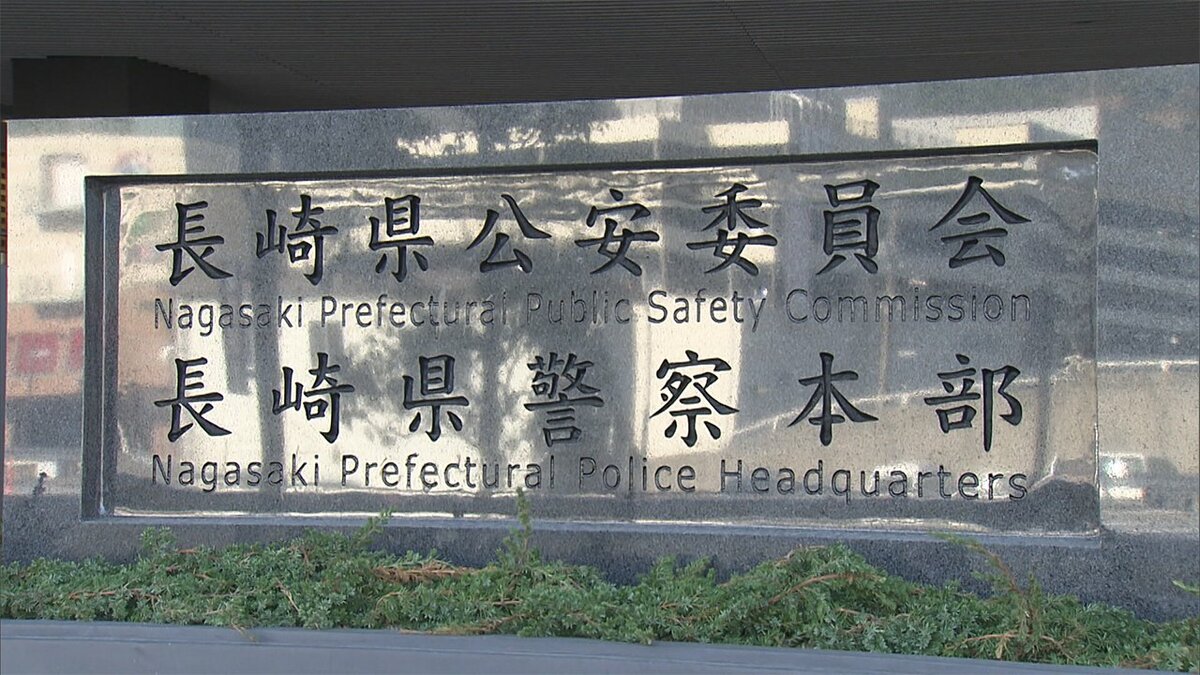 長崎県公安委員会
Nagasaki Prefectural Public Safety Commission
長崎県警察本部
Nagasaki Prefectural Police Headquarters